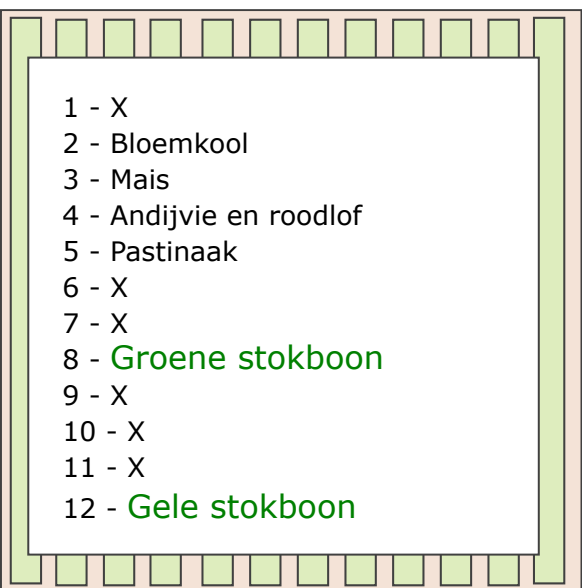 1 - X
2 - Bloemkool
3 - Mais
4 - Andijvie en roodlof
5 - Pastinaak
6 - X
7 - X
8 - Groene stokboon
9 - X
10 - X
11 - X
12 - Gele stokboon